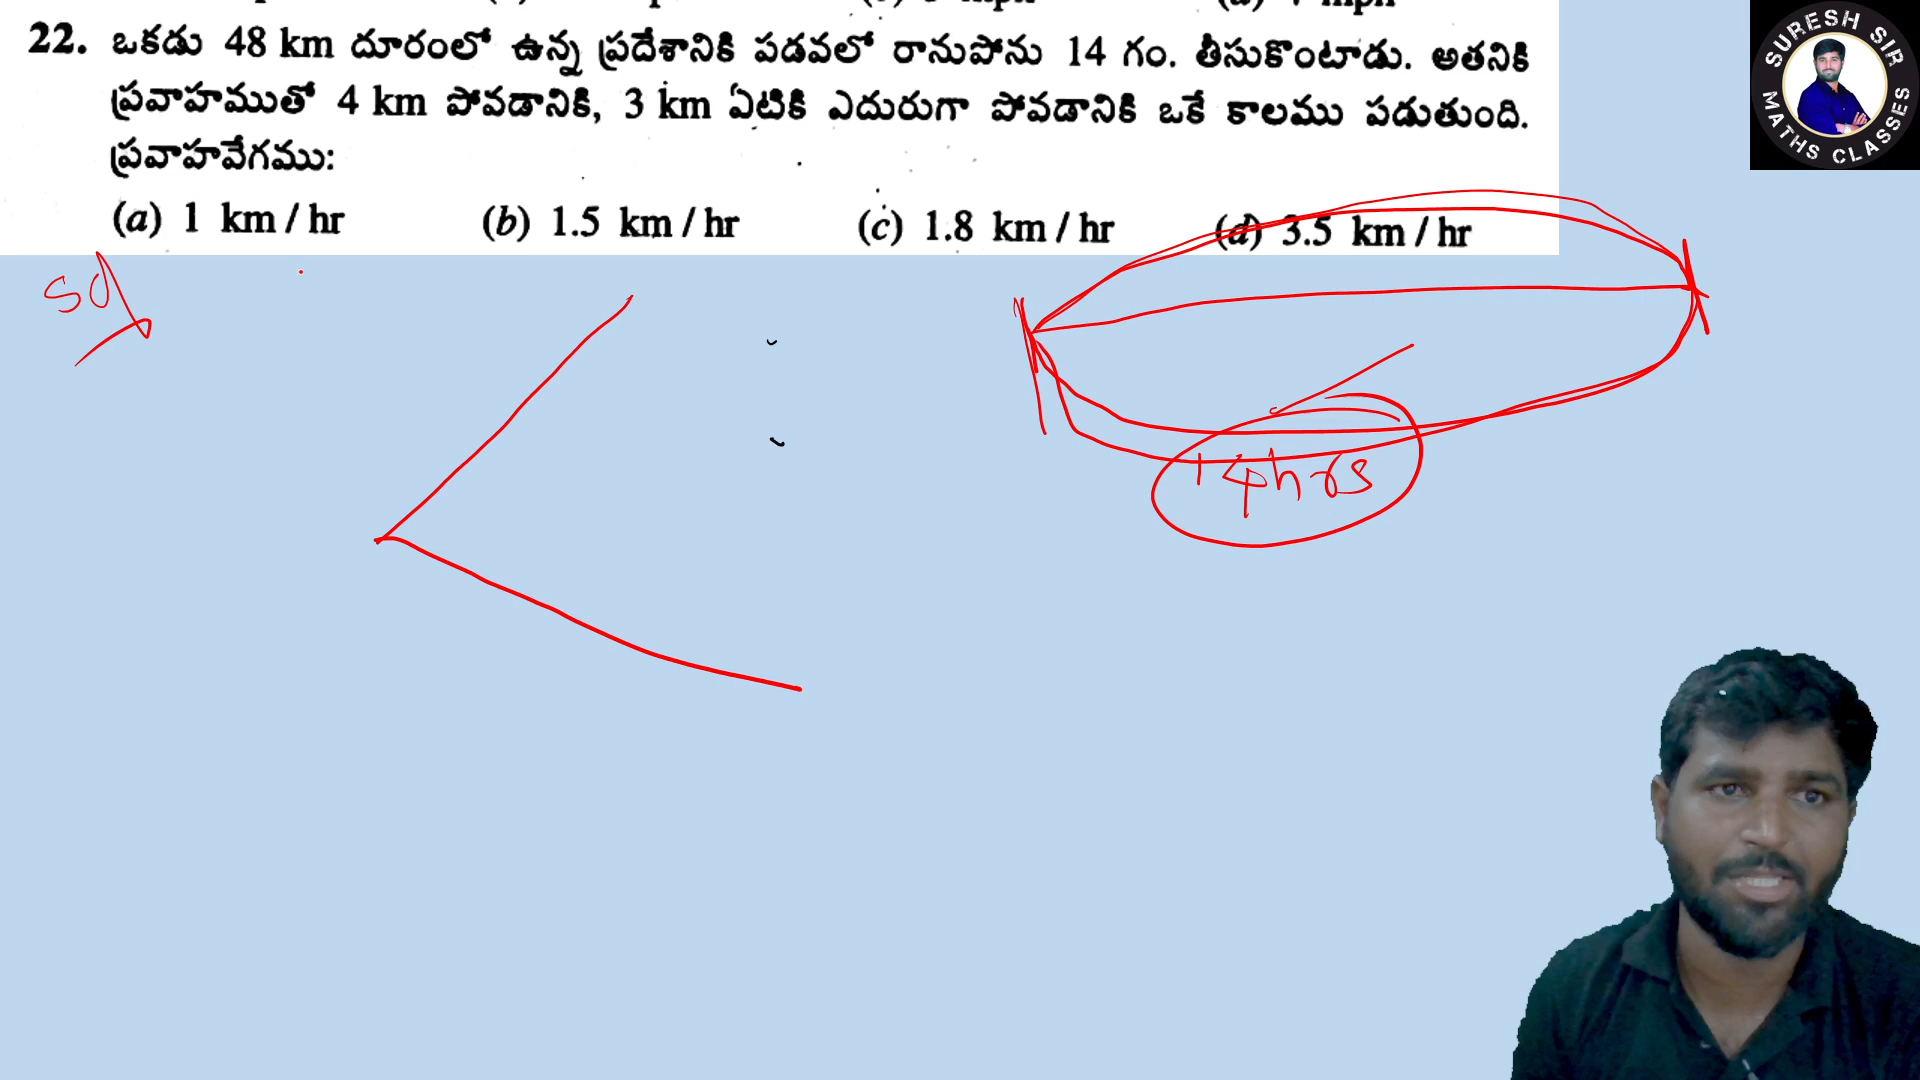 22. ఒకడు 48 km దూరంలో ఉన్న ప్రదేశానికి పడవలో రానుపోను 14 గం. తీసుకొంటాడు. అతనికి
ప్రవాహముతో 4 km పోవడానికి, 3 km ఏటికి ఎదురుగా పోవడానికి ఒకే కాలము పడుతుంది.
ప్రవాహవేగము:
(a) 1 km / hr (b) 1.5 km / hr (c) 1.8 km / hr (d) 3.5 km / hr
14hrs
SURESH SIR
MATHS CLASSES